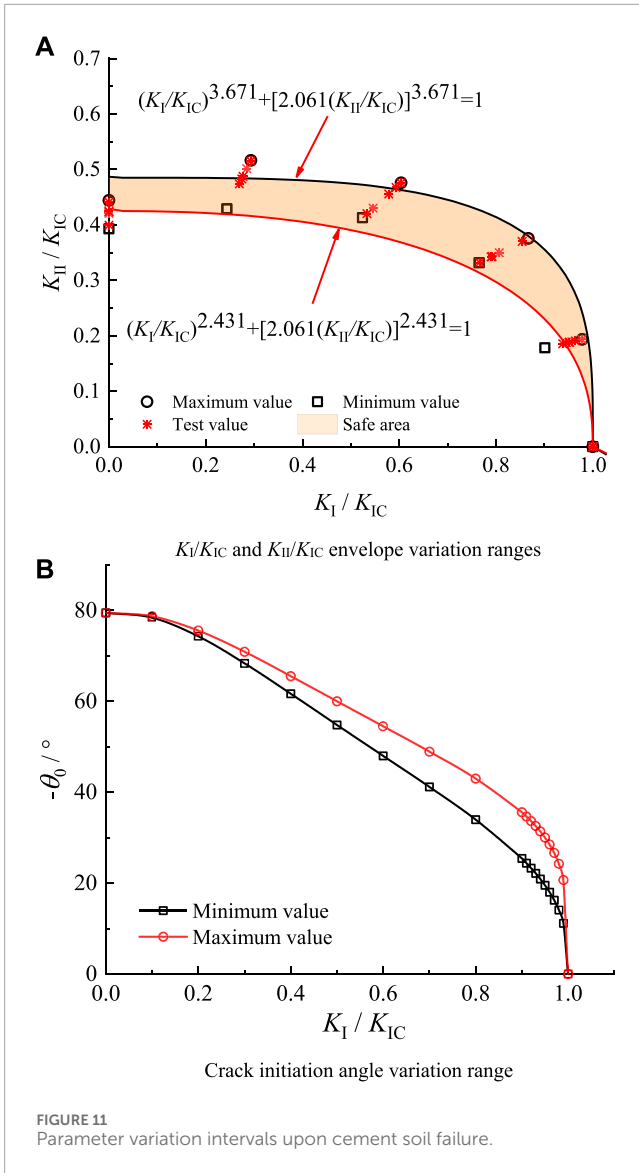 A
(KI/KIC)3.671+[2.061(KII/KIC)]3.671=1
(KI/KIC)2.431+[2.061(KII/KIC)]2.431=1
KII / KIC
0.7
0.6
0.5
0.4
0.3
0.2
0.1
0.0
Maximum value
Minimum value
Test value
Safe area
0.0 0.2 0.4 0.6 0.8 1.0
KI / KIC
KI/KIC and KII/KIC envelope variation ranges
B
-θ0 / °
80
60
40
20
0
Minimum value
Maximum value
0.0 0.2 0.4 0.6 0.8 1.0
KI / KIC
Crack initiation angle variation range
FIGURE 11
Parameter variation intervals upon cement soil failure.